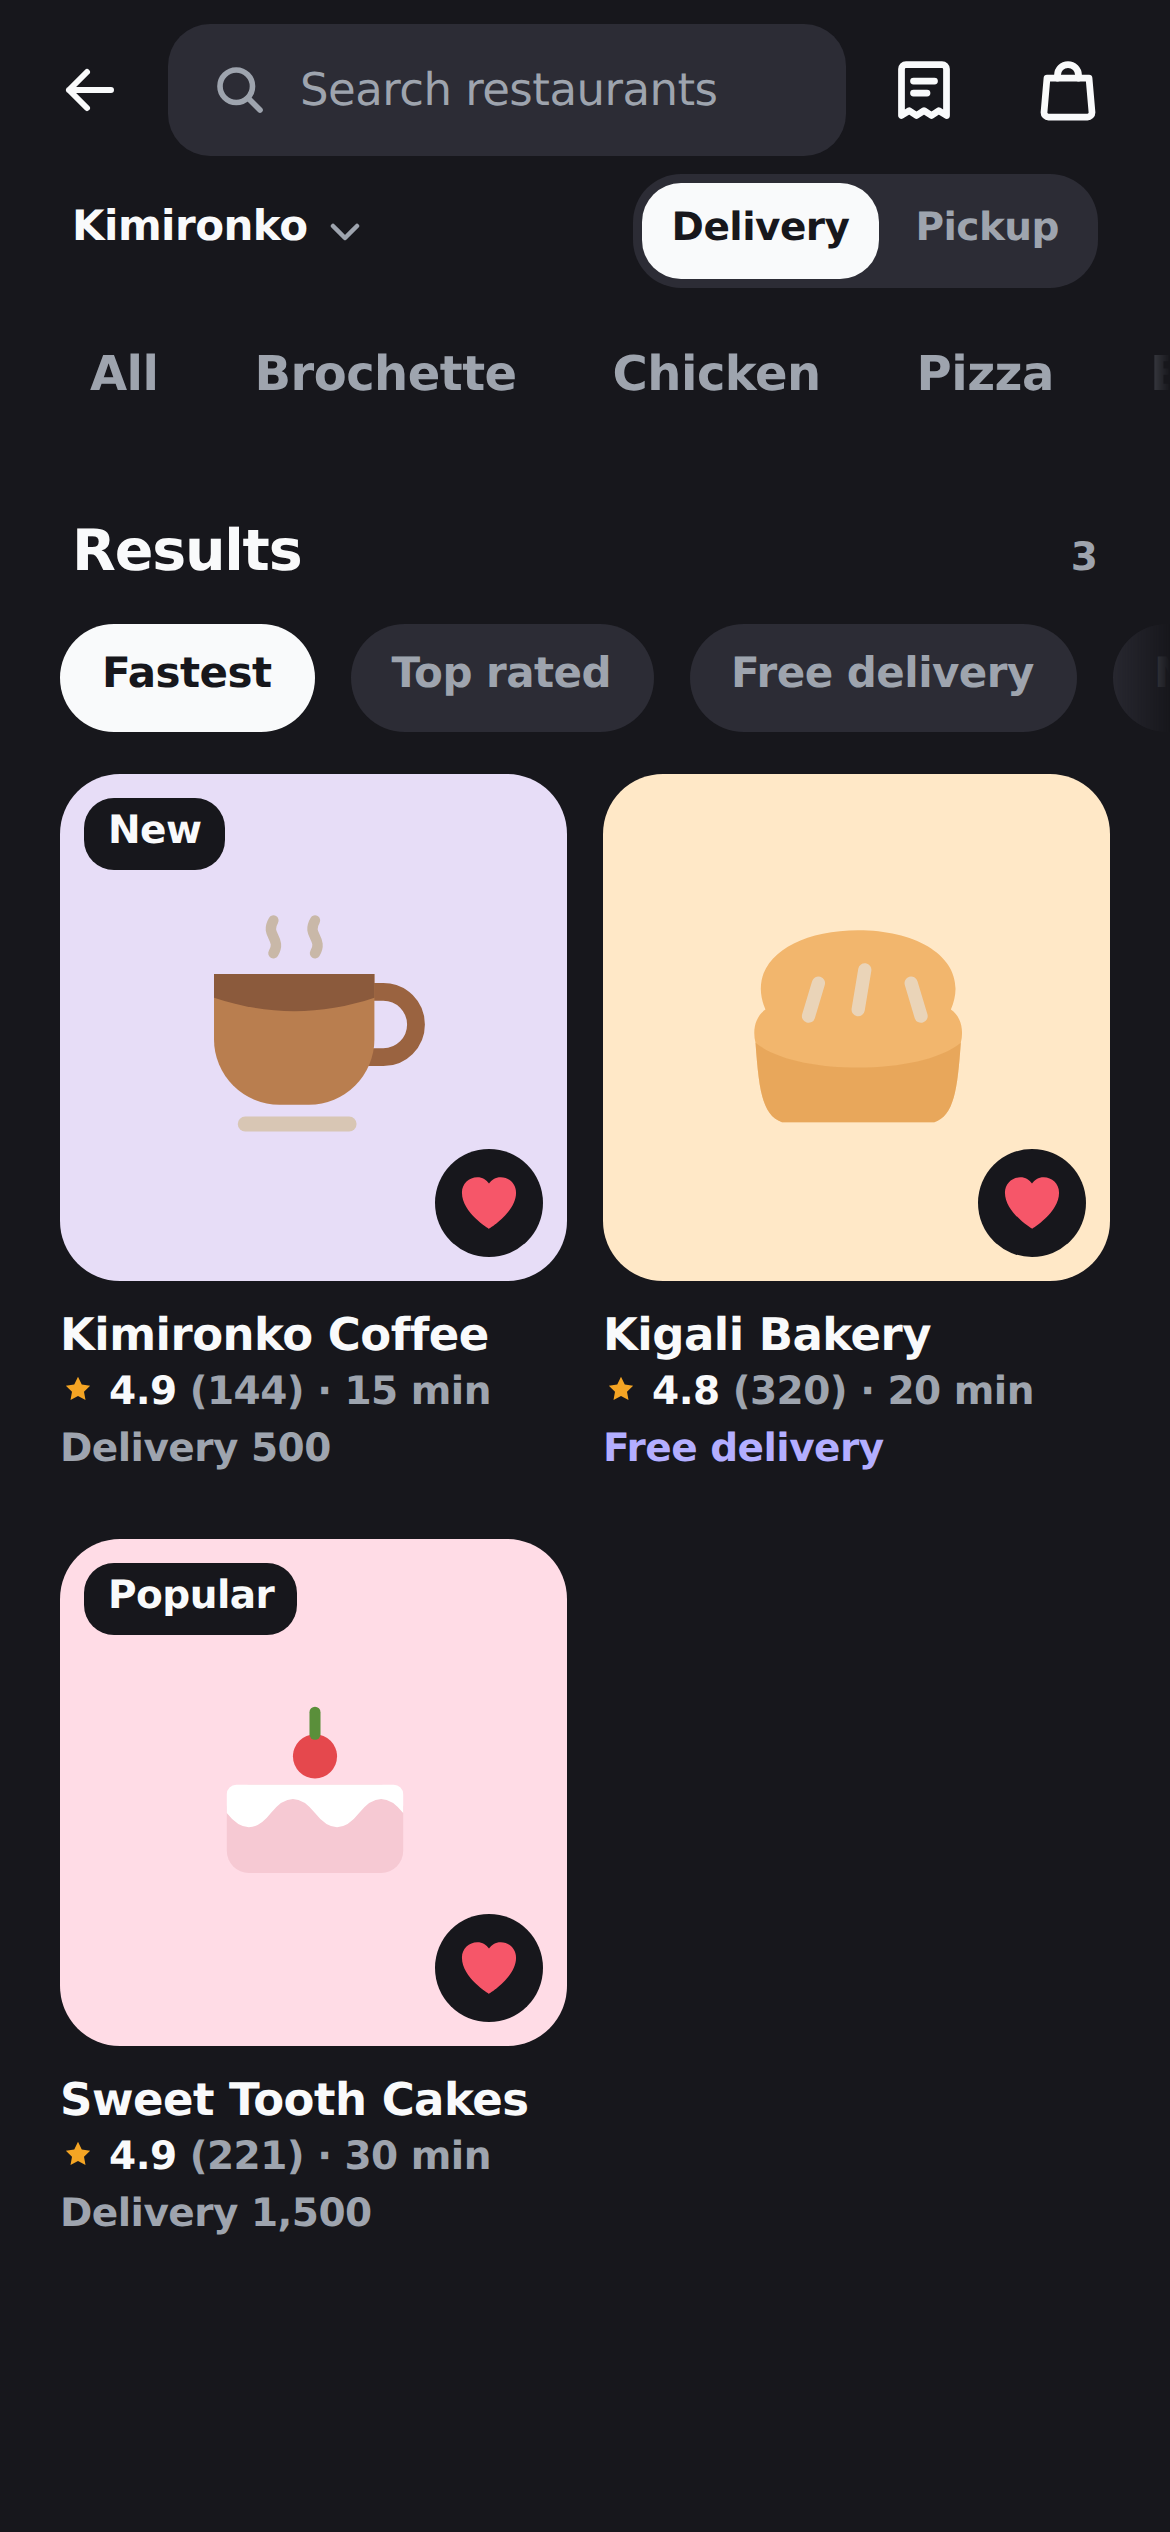 Search restaurants
Kimironko
Delivery
Pickup
All
Brochette
Chicken
Pizza
Results
3
Fastest
Top rated
Free delivery
New
Kimironko Coffee
4.9 (144) · 15 min
Delivery 500
Kigali Bakery
4.8 (320) · 20 min
Free delivery
Popular
Sweet Tooth Cakes
4.9 (221) · 30 min
Delivery 1,500